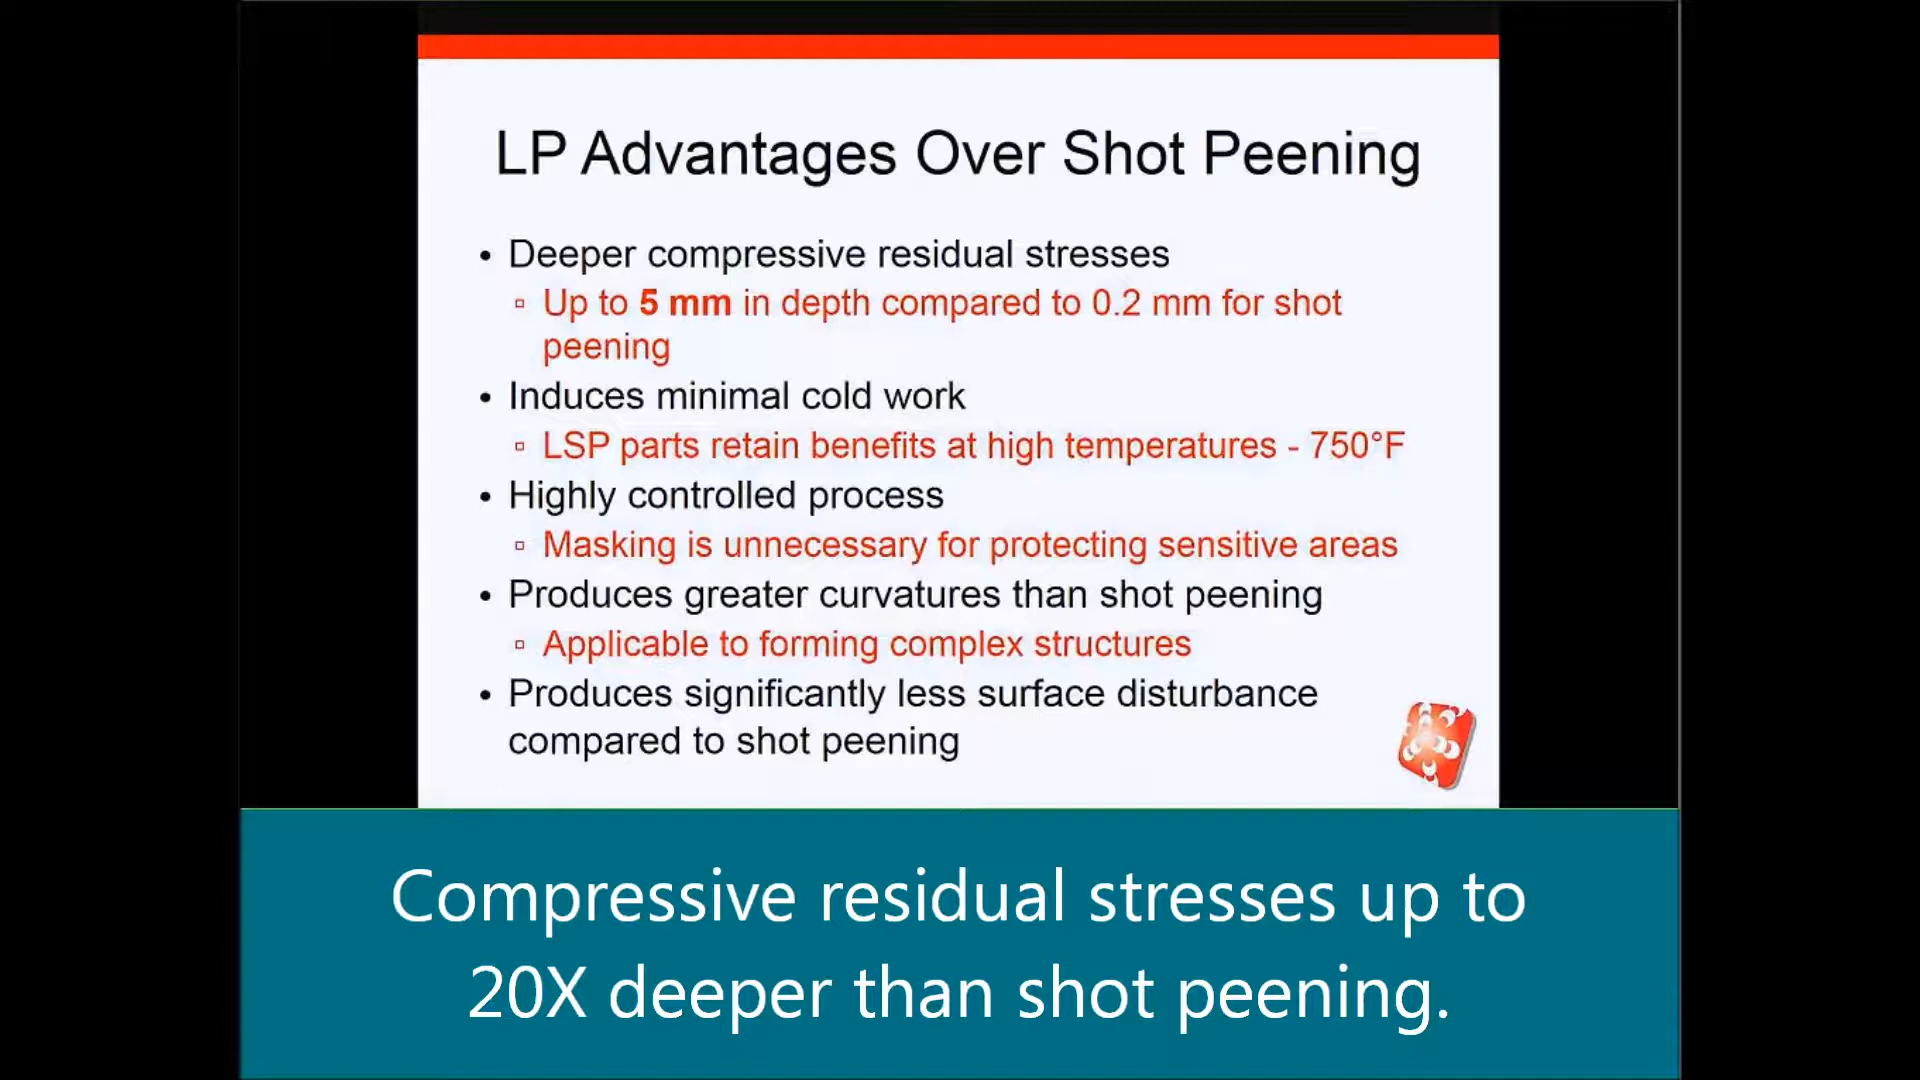 LP Advantages Over Shot Peening
• Deeper compressive residual stresses
▫ Up to 5 mm in depth compared to 0.2 mm for shot
peening
• Induces minimal cold work
▫ LSP parts retain benefits at high temperatures - 750°F
• Highly controlled process
▫ Masking is unnecessary for protecting sensitive areas
• Produces greater curvatures than shot peening
▫ Applicable to forming complex structures
• Produces significantly less surface disturbance
compared to shot peening
Compressive residual stresses up to
20X deeper than shot peening.